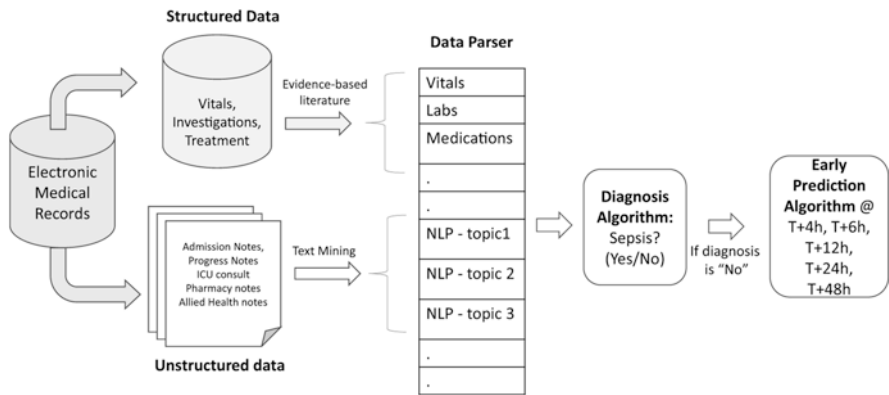 Structured Data
Vitals,
Investigations,
Treatment
Evidence-based
literature
Electronic
Medical
Records
Admission Notes,
Progress Notes
ICU consult
Pharmacy notes
Allied Health notes
Text Mining
Unstructured data
Data Parser
Vitals
Labs
Medications
.
.
NLP - topic1
NLP - topic 2
NLP - topic 3
.
.
Diagnosis
Algorithm:
Sepsis?
(Yes/No)
If diagnosis
is “No”
Early
Prediction
Algorithm @
T+4h, T+6h,
T+12h,
T+24h,
T+48h